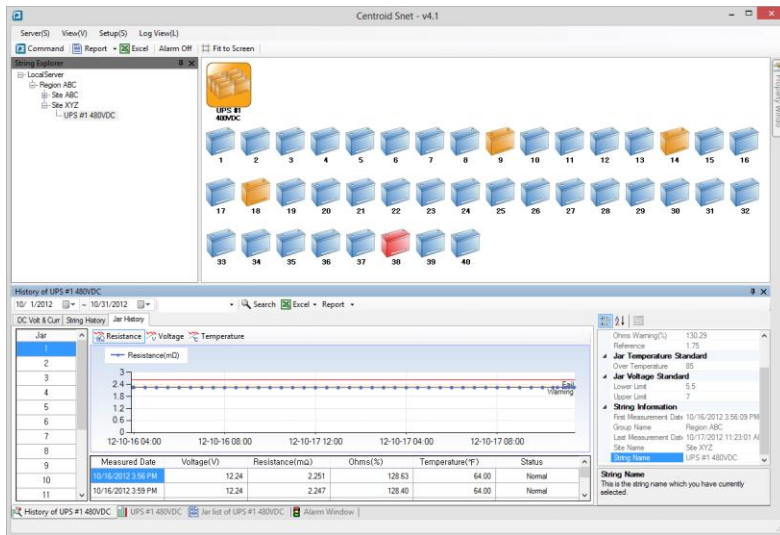 Centroid Snet - v4.1
Server(S) View(V) Setup(S) Log View(L)
Command Report Excel Alarm Off Fit to Screen
String Explorer
LocalServer
Region ABC
Site ABC
Site XYZ
UPS #1 480VDC
UPS #1
480VDC
1 2 3 4 5 6 7 8 9 10 11 12 13 14 15 16
17 18 19 20 21 22 23 24 25 26 27 28 29 30 31 32
33 34 35 36 37 38 39 40
Property Window
History of UPS #1 480VDC
10/ 1/2012 ~ 10/31/2012 Search Excel Report
DC Volt & Curr String History Jar History
Jar
1
2
3
4
5
6
7
8
9
10
11
Resistance Voltage Temperature
Resistance(mΩ)
3
2.4
1.8
1.2
0.6
0
Fail
Warning
12-10-16 04:00 12-10-16 08:00 12-10-17 12:00 12-10-17 04:00 12-10-17 08:00
Measured Date Voltage(V) Resistance(mΩ) Ohms(%) Temperature(°F) Status
10/16/2012 3:56 PM 12.24 2.251 128.63 64.00 Normal
10/16/2012 3:59 PM 12.24 2.247 128.40 64.00 Normal
Ohms Warning(%) 130.29
Reference 1.75
Jar Temperature Standard
Over Temperature 85
Jar Voltage Standard
Lower Limit 5.5
Upper Limit 7
String Information
First Measurement Date 10/16/2012 3:56:09 PM
Group Name Region ABC
Last Measurement Date 10/17/2012 11:23:01 A
Site Name Site XYZ
String Name UPS #1 480VDC
String Name
This is the string name which you have currently
selected.
History of UPS #1 480VDC UPS #1 480VDC Jar list of UPS #1 480VDC Alarm Window